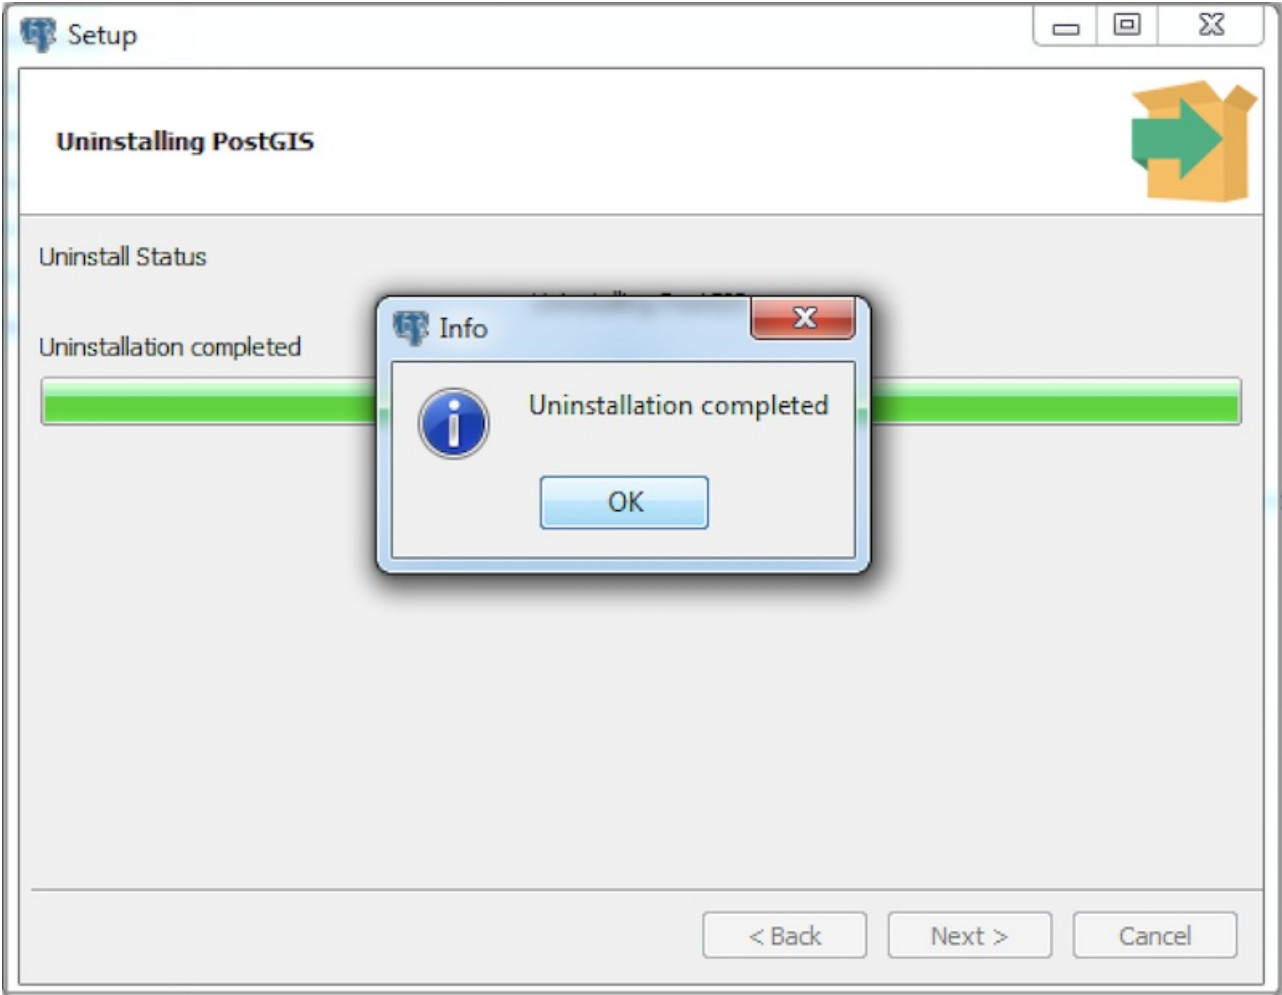 Setup
Uninstalling PostGIS
Uninstall Status
Uninstallation completed
Info
Uninstallation completed
OK
< Back
Next >
Cancel